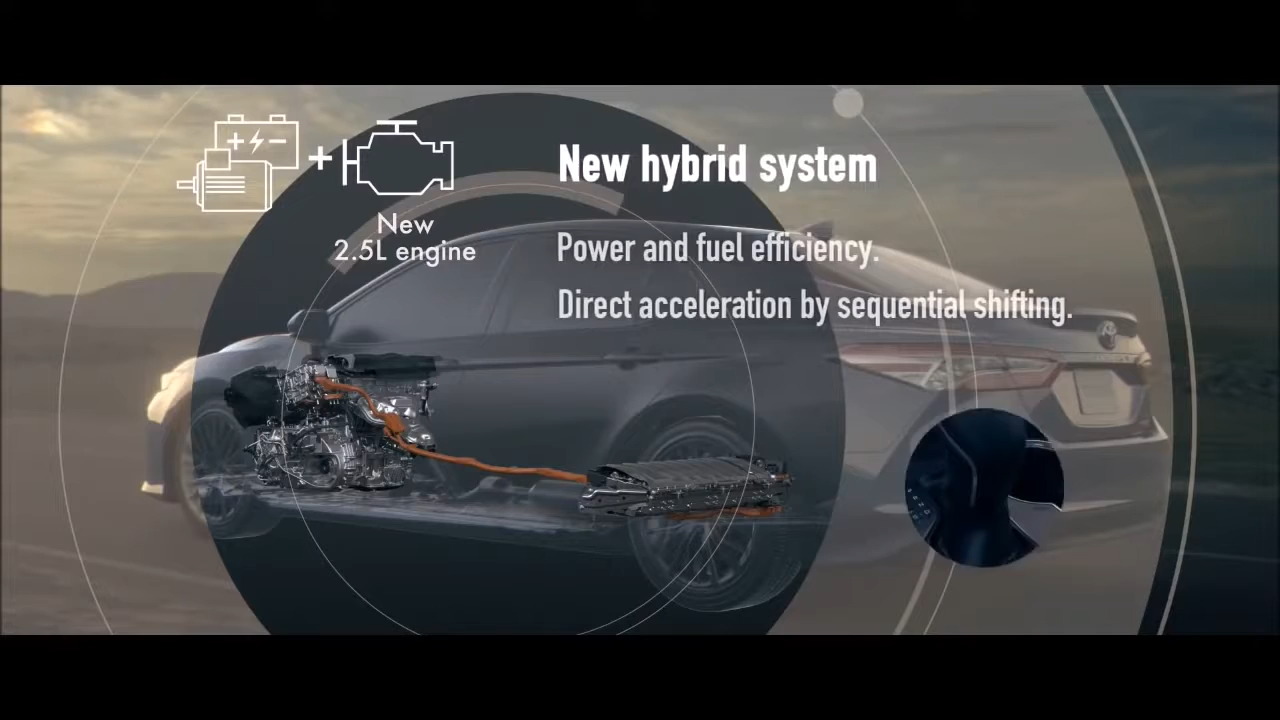 New hybrid system
New
2.5L engine
Power and fuel efficiency.
Direct acceleration by sequential shifting.